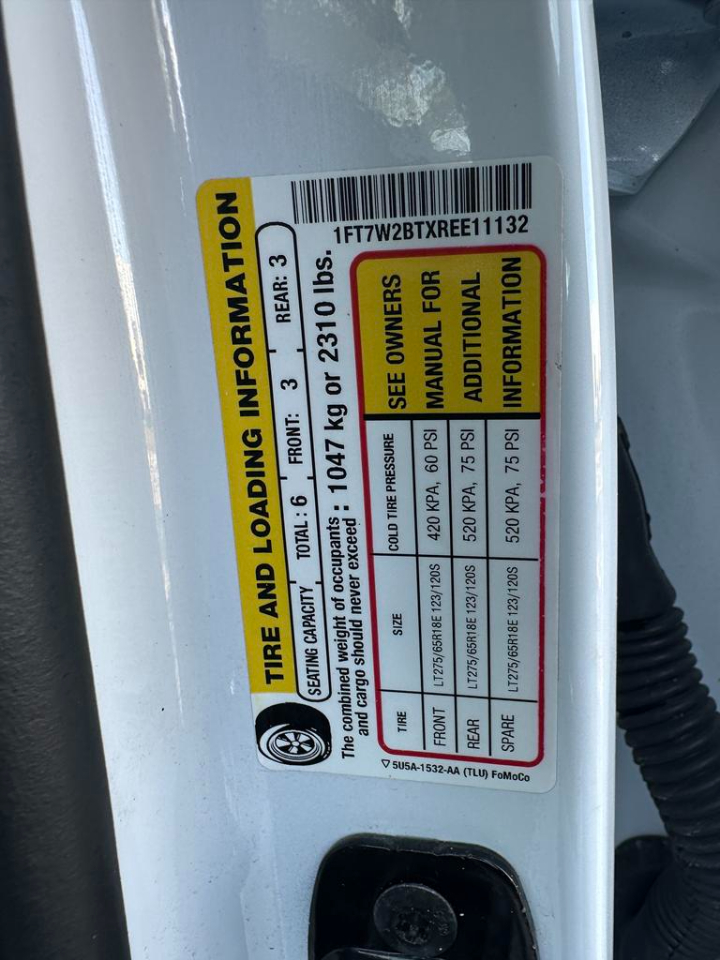 TIRE AND LOADING INFORMATION
SEATING CAPACITY TOTAL : 6 FRONT: 3 REAR: 3
The combined weight of occupants and cargo should never exceed : 1047 kg or 2310 lbs.
TIRE SIZE COLD TIRE PRESSURE
FRONT LT275/65R18E 123/120S 420 KPA, 60 PSI
REAR LT275/65R18E 123/120S 520 KPA, 75 PSI
SPARE LT275/65R18E 123/120S 520 KPA, 75 PSI
SEE OWNERS
MANUAL FOR
ADDITIONAL
INFORMATION
5U5A-1532-AA (TLU) FoMoCo
1FT7W2BTXREE11132